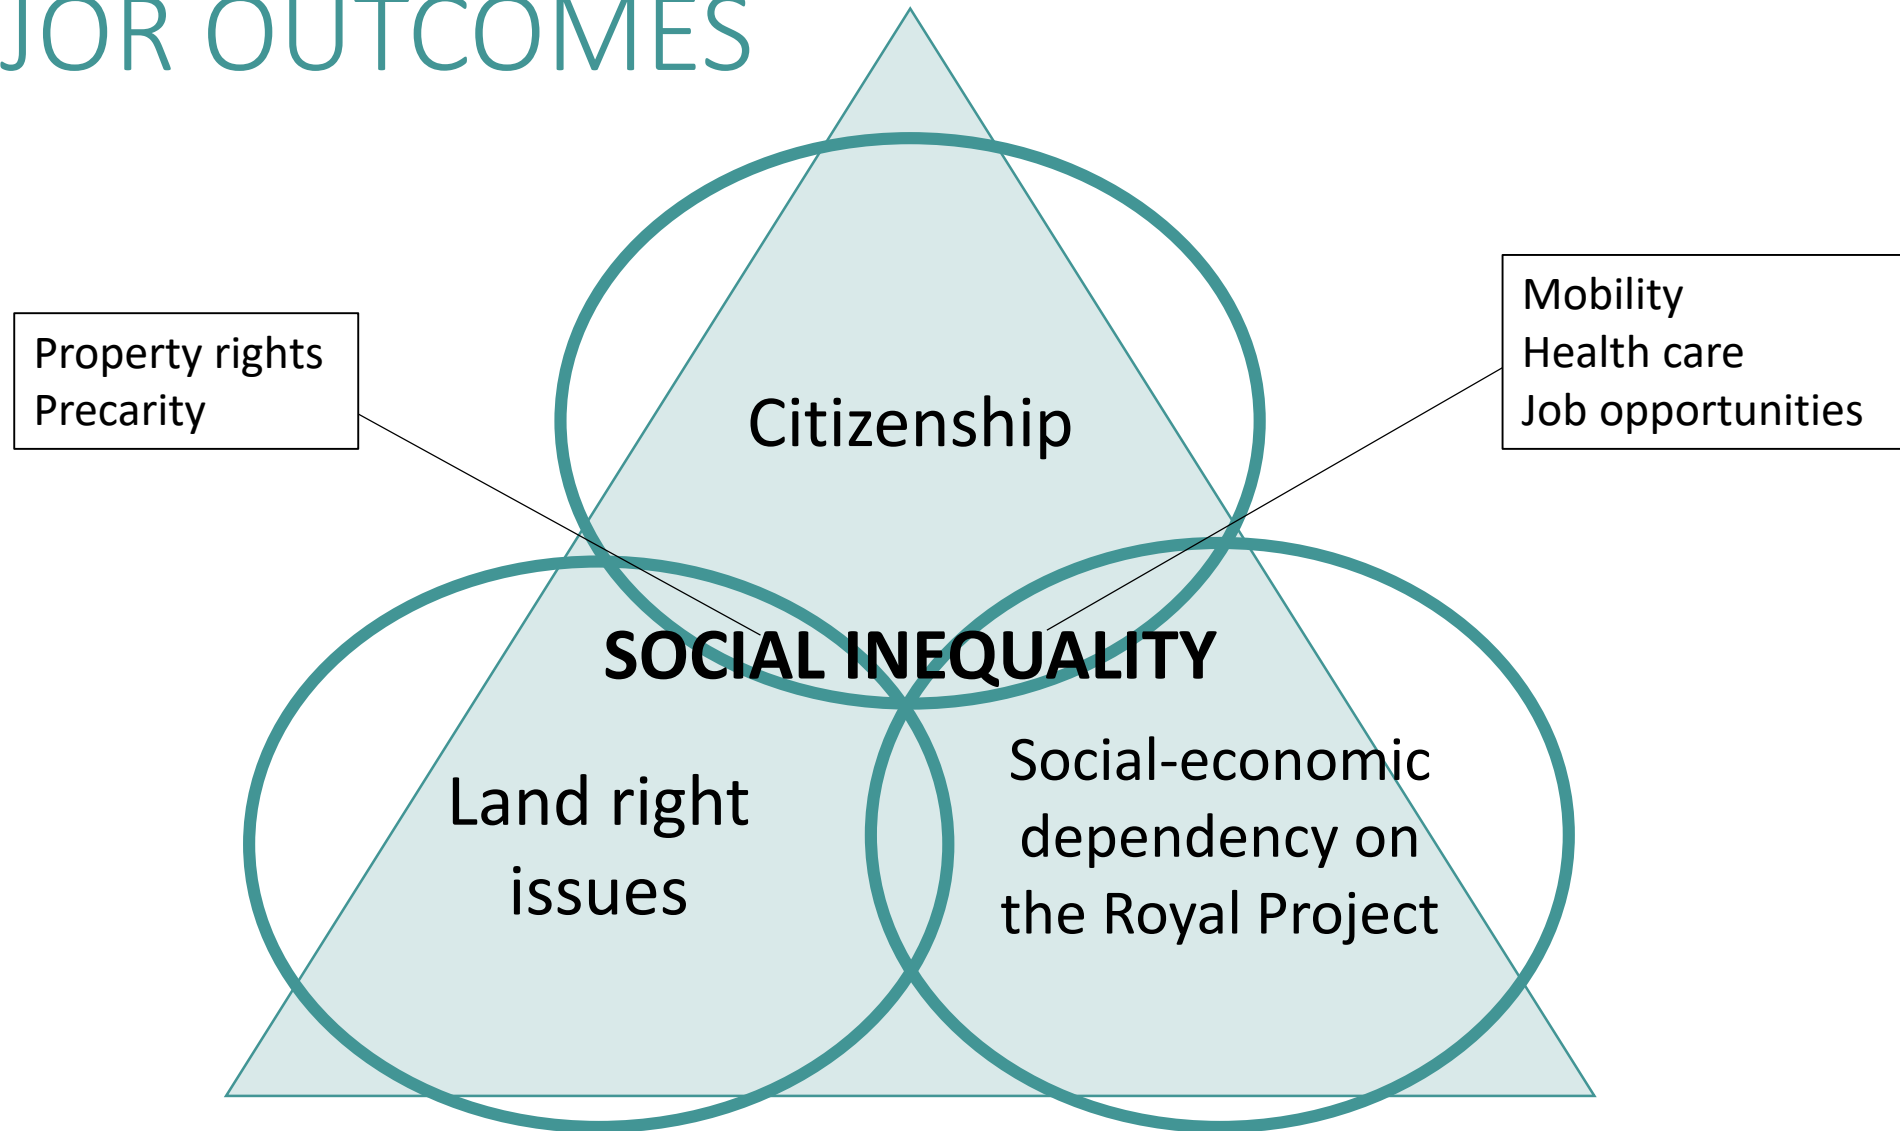 JOR OUTCOMES
Property rights
Precarity
Mobility
Health care
Job opportunities
Citizenship
SOCIAL INEQUALITY
Land right
issues
Social-economic
dependency on
the Royal Project